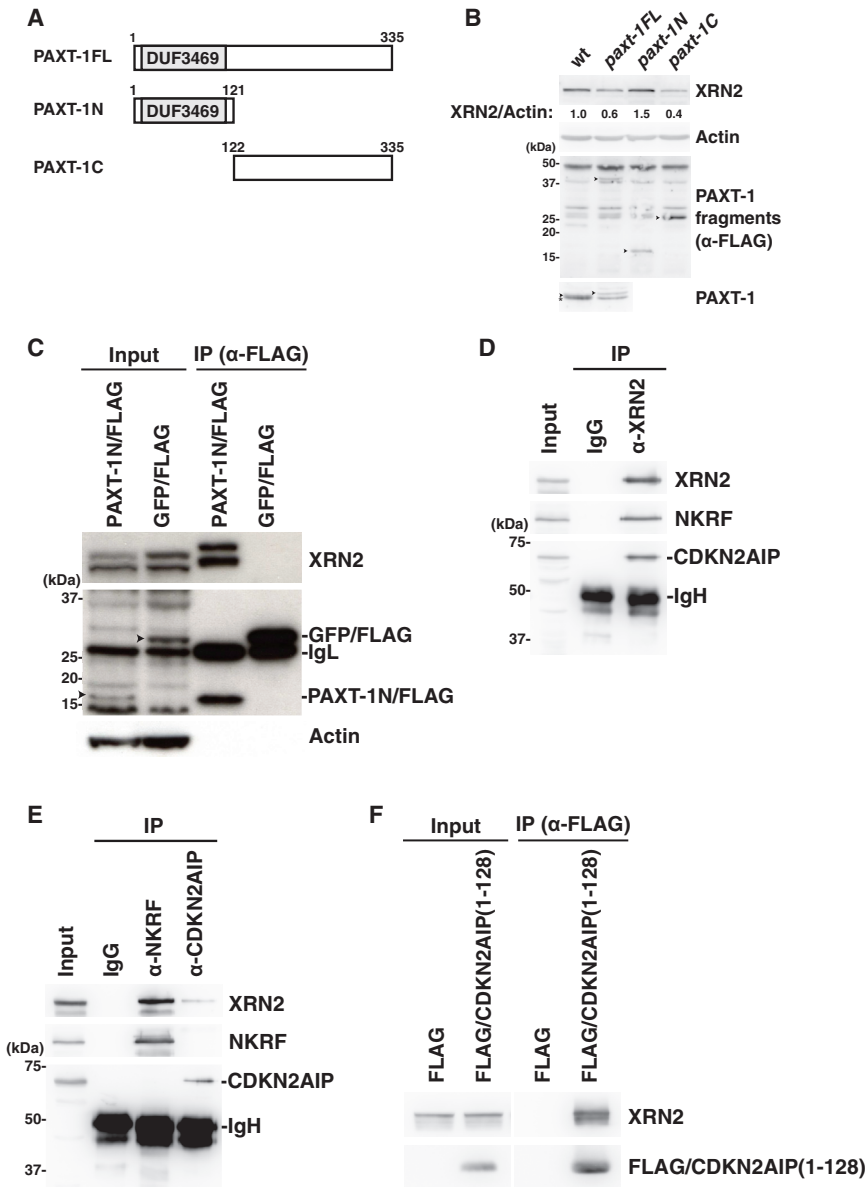 A
1 335
PAXT-1FL DUF3469
1 121
PAXT-1N DUF3469
122 335
PAXT-1C
B
wt paxt-1FL paxt-1N paxt-1C
XRN2
XRN2/Actin: 1.0 0.6 1.5 0.4
Actin
(kDa)
50-
37-
25-
20-
15-
PAXT-1
fragments
(α-FLAG)
PAXT-1
C
Input IP (α-FLAG)
PAXT-1N/FLAG GFP/FLAG PAXT-1N/FLAG GFP/FLAG
XRN2
(kDa)
37-
25-
20-
15-
-GFP/FLAG
-IgL
-PAXT-1N/FLAG
Actin
D
IP
Input IgG α-XRN2
XRN2
NKRF
(kDa)
75-
50-
37-
-CDKN2AIP
-IgH
E
IP
Input IgG α-NKRF α-CDKN2AIP
XRN2
NKRF
(kDa)
75-
50-
37-
-CDKN2AIP
-IgH
F
Input IP (α-FLAG)
FLAG FLAG/CDKN2AIP(1-128) FLAG FLAG/CDKN2AIP(1-128)
XRN2
FLAG/CDKN2AIP(1-128)